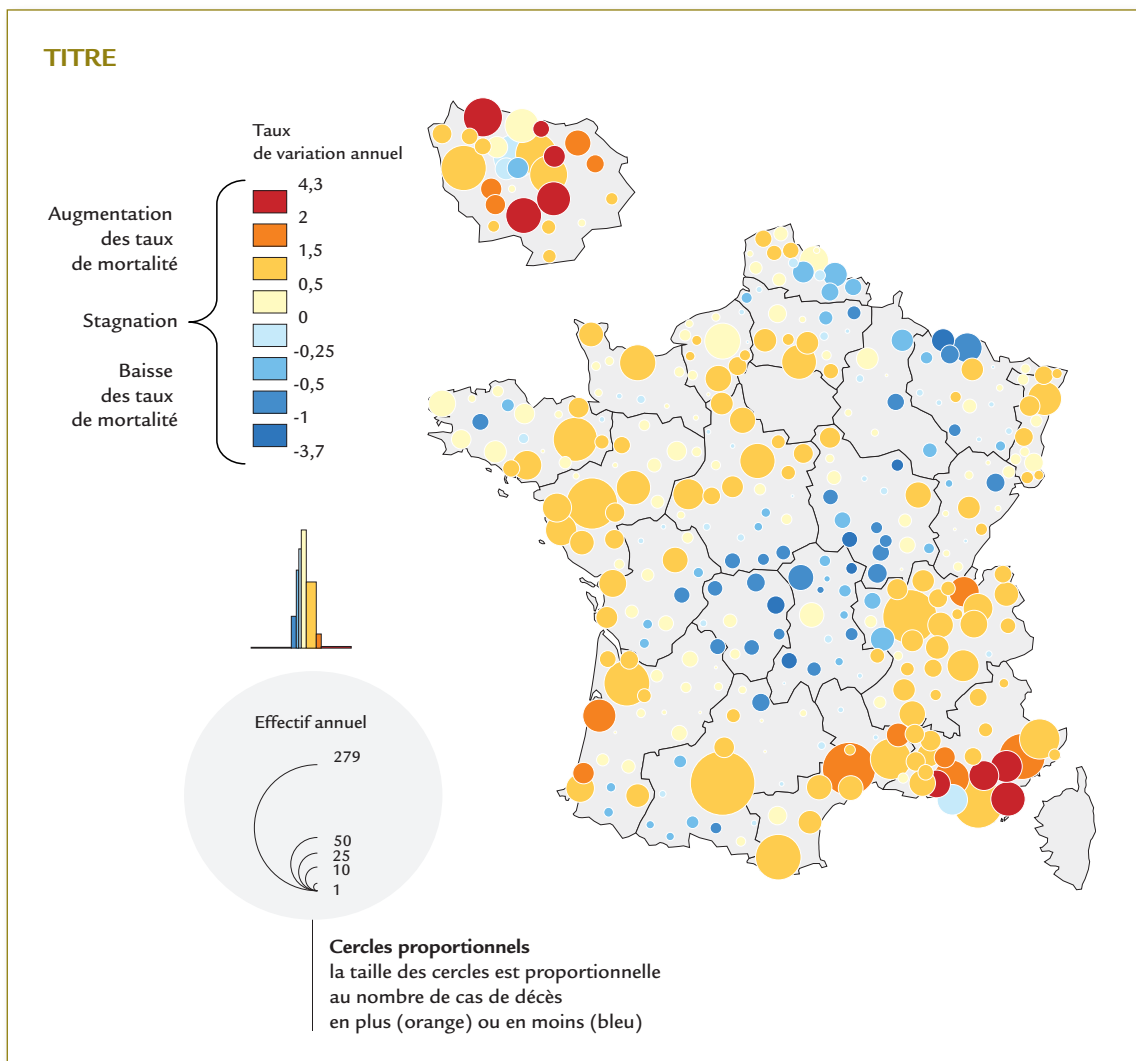 TITRE
Taux
de variation annuel
4,3
2
1,5
0,5
0
-0,25
-0,5
-1
-3,7
Augmentation
des taux
de mortalité
Stagnation
Baisse
des taux
de mortalité
Effectif annuel
279
50
25
10
1
Cercles proportionnels
la taille des cercles est proportionnelle
au nombre de cas de décès
en plus (orange) ou en moins (bleu)